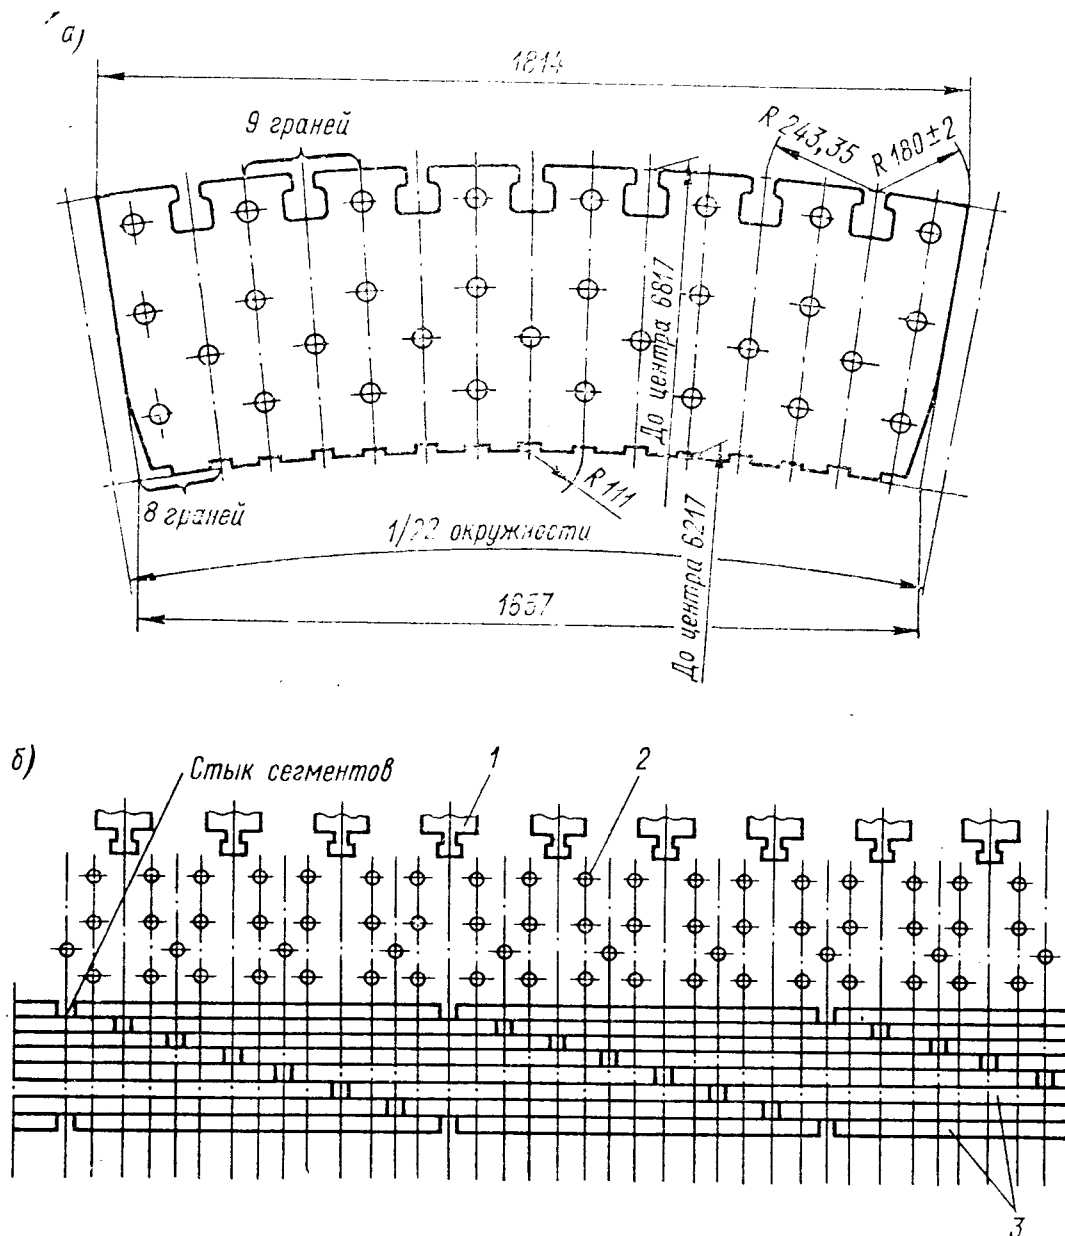 а)
1814
9 граней
R 243,35
R 180±2
До центра 6817
8 граней
R 111
1/22 окружности
До центра 6217
1657
б)
Стык сегментов
1
2
3